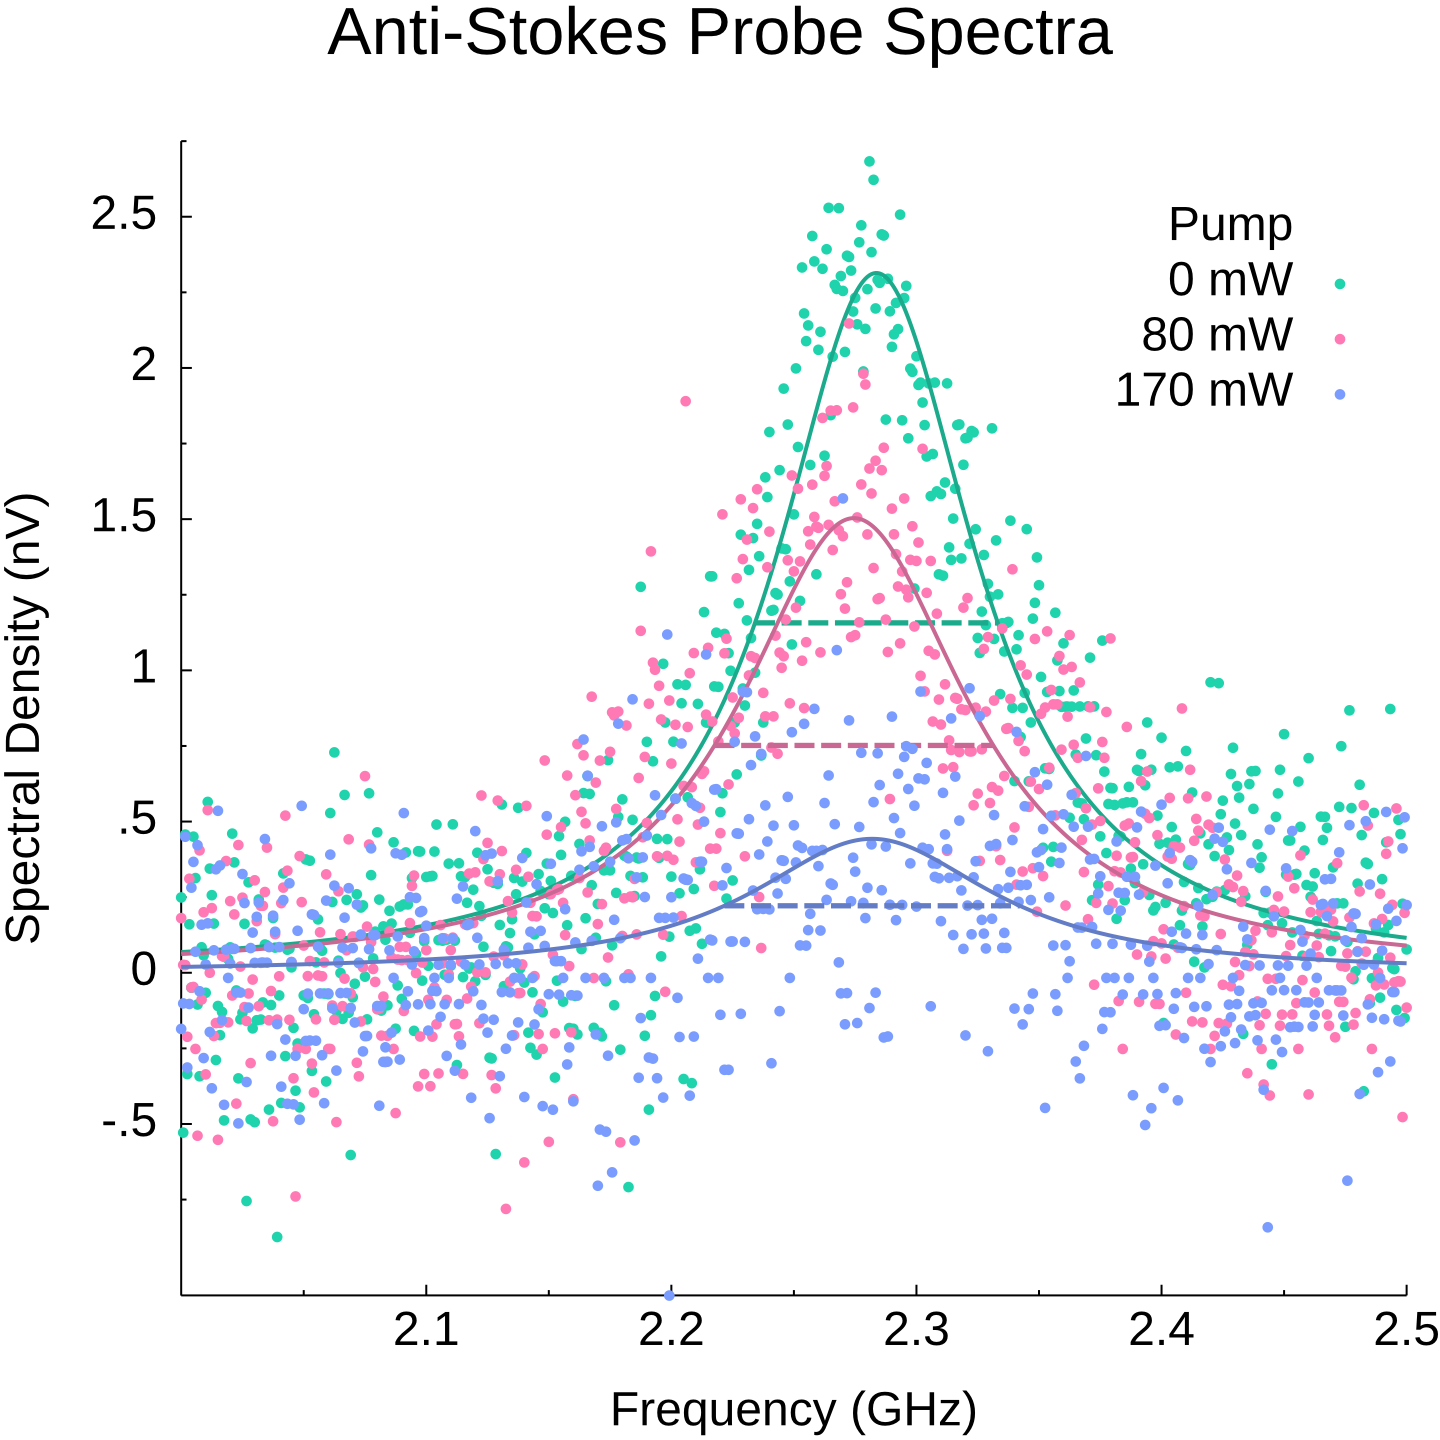 Anti-Stokes Probe Spectra
Pump
0 mW
80 mW
170 mW
Spectral Density (nV)
2.5
2
1.5
1
.5
0
-.5
2.1
2.2
2.3
2.4
2.5
Frequency (GHz)